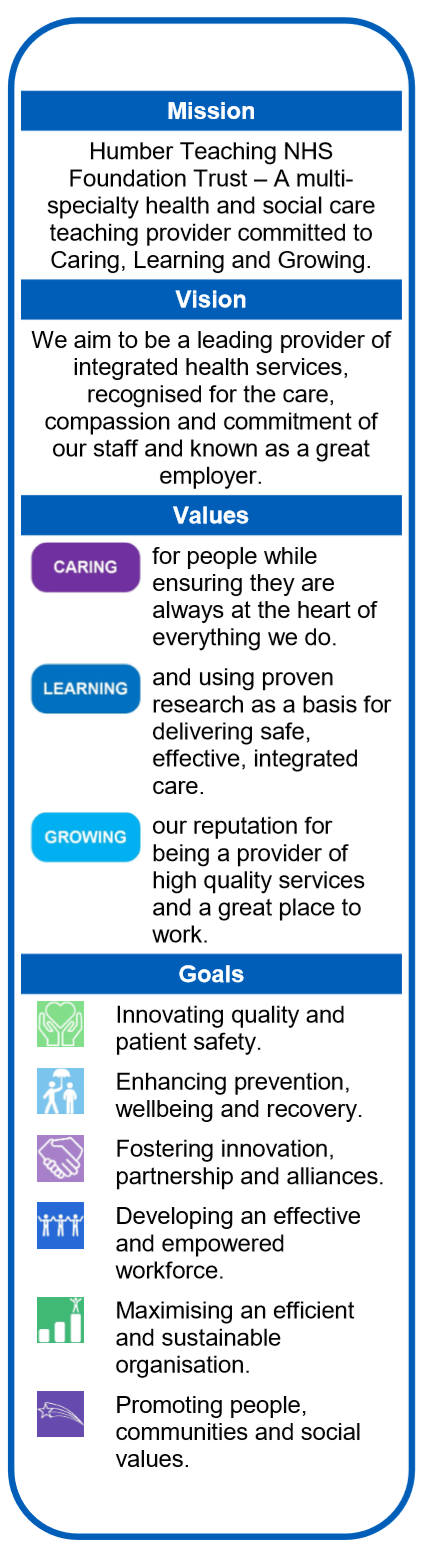 Mission
Humber Teaching NHS
Foundation Trust – A multi-
specialty health and social care
teaching provider committed to
Caring, Learning and Growing.
Vision
We aim to be a leading provider of
integrated health services,
recognised for the care,
compassion and commitment of
our staff and known as a great
employer.
Values
CARING
for people while
ensuring they are
always at the heart of
everything we do.
LEARNING
and using proven
research as a basis for
delivering safe,
effective, integrated
care.
GROWING
our reputation for
being a provider of
high quality services
and a great place to
work.
Goals
Innovating quality and
patient safety.
Enhancing prevention,
wellbeing and recovery.
Fostering innovation,
partnership and alliances.
Developing an effective
and empowered
workforce.
Maximising an efficient
and sustainable
organisation.
Promoting people,
communities and social
values.